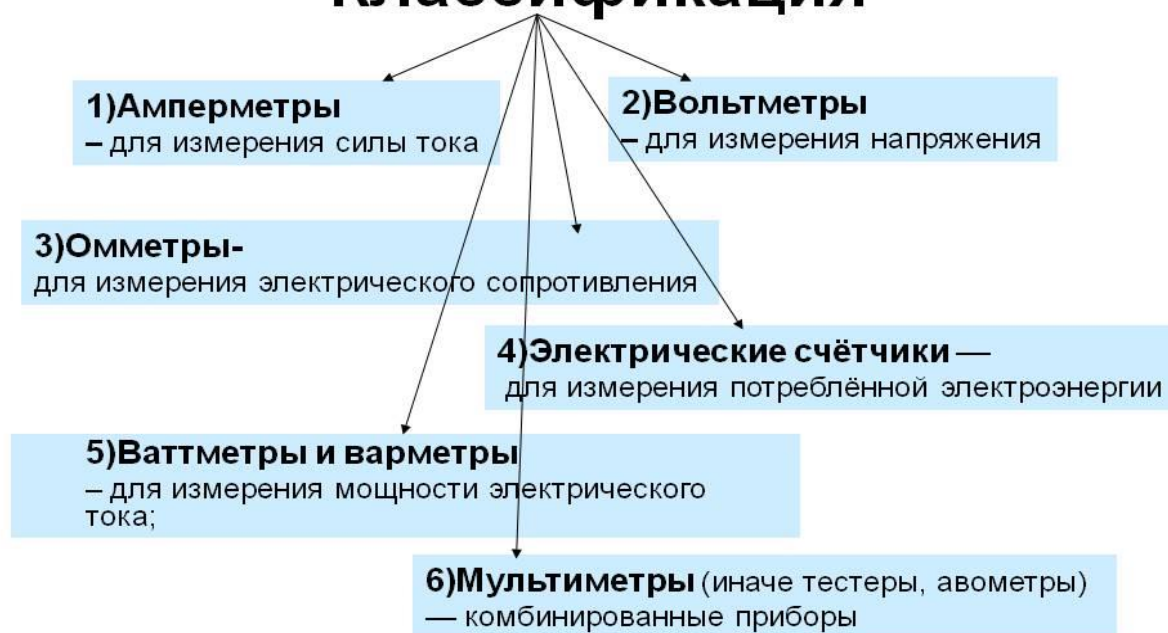 Классификация
1)Амперметры
– для измерения силы тока
2)Вольтметры
– для измерения напряжения
3)Омметры-
для измерения электрического сопротивления
4)Электрические счётчики —
для измерения потреблённой электроэнергии
5)Ваттметры и варметры
– для измерения мощности электрического
тока;
6)Мультиметры (иначе тестеры, авометры)
— комбинированные приборы